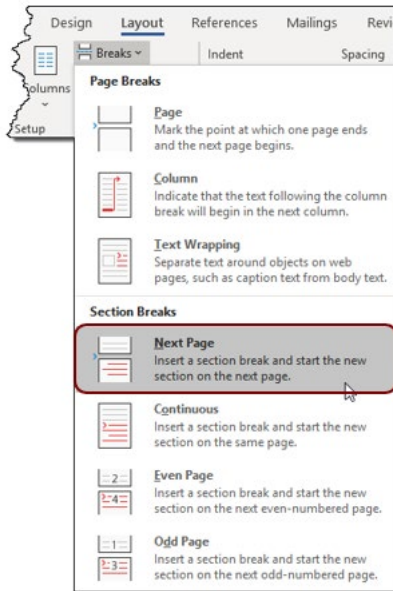 Design Layout References Mailings
Breaks Indent Spacing
Setup
Page Breaks
Page
Mark the point at which one page ends
and the next page begins.
Column
Indicate that the text following the column
break will begin in the next column.
Text Wrapping
Separate text around objects on web
pages, such as caption text from body text.
Section Breaks
Next Page
Insert a section break and start the new
section on the next page.
Continuous
Insert a section break and start the new
section on the same page.
2
4
Even Page
Insert a section break and start the new
section on the next even-numbered page.
1
3
Odd Page
Insert a section break and start the new
section on the next odd-numbered page.